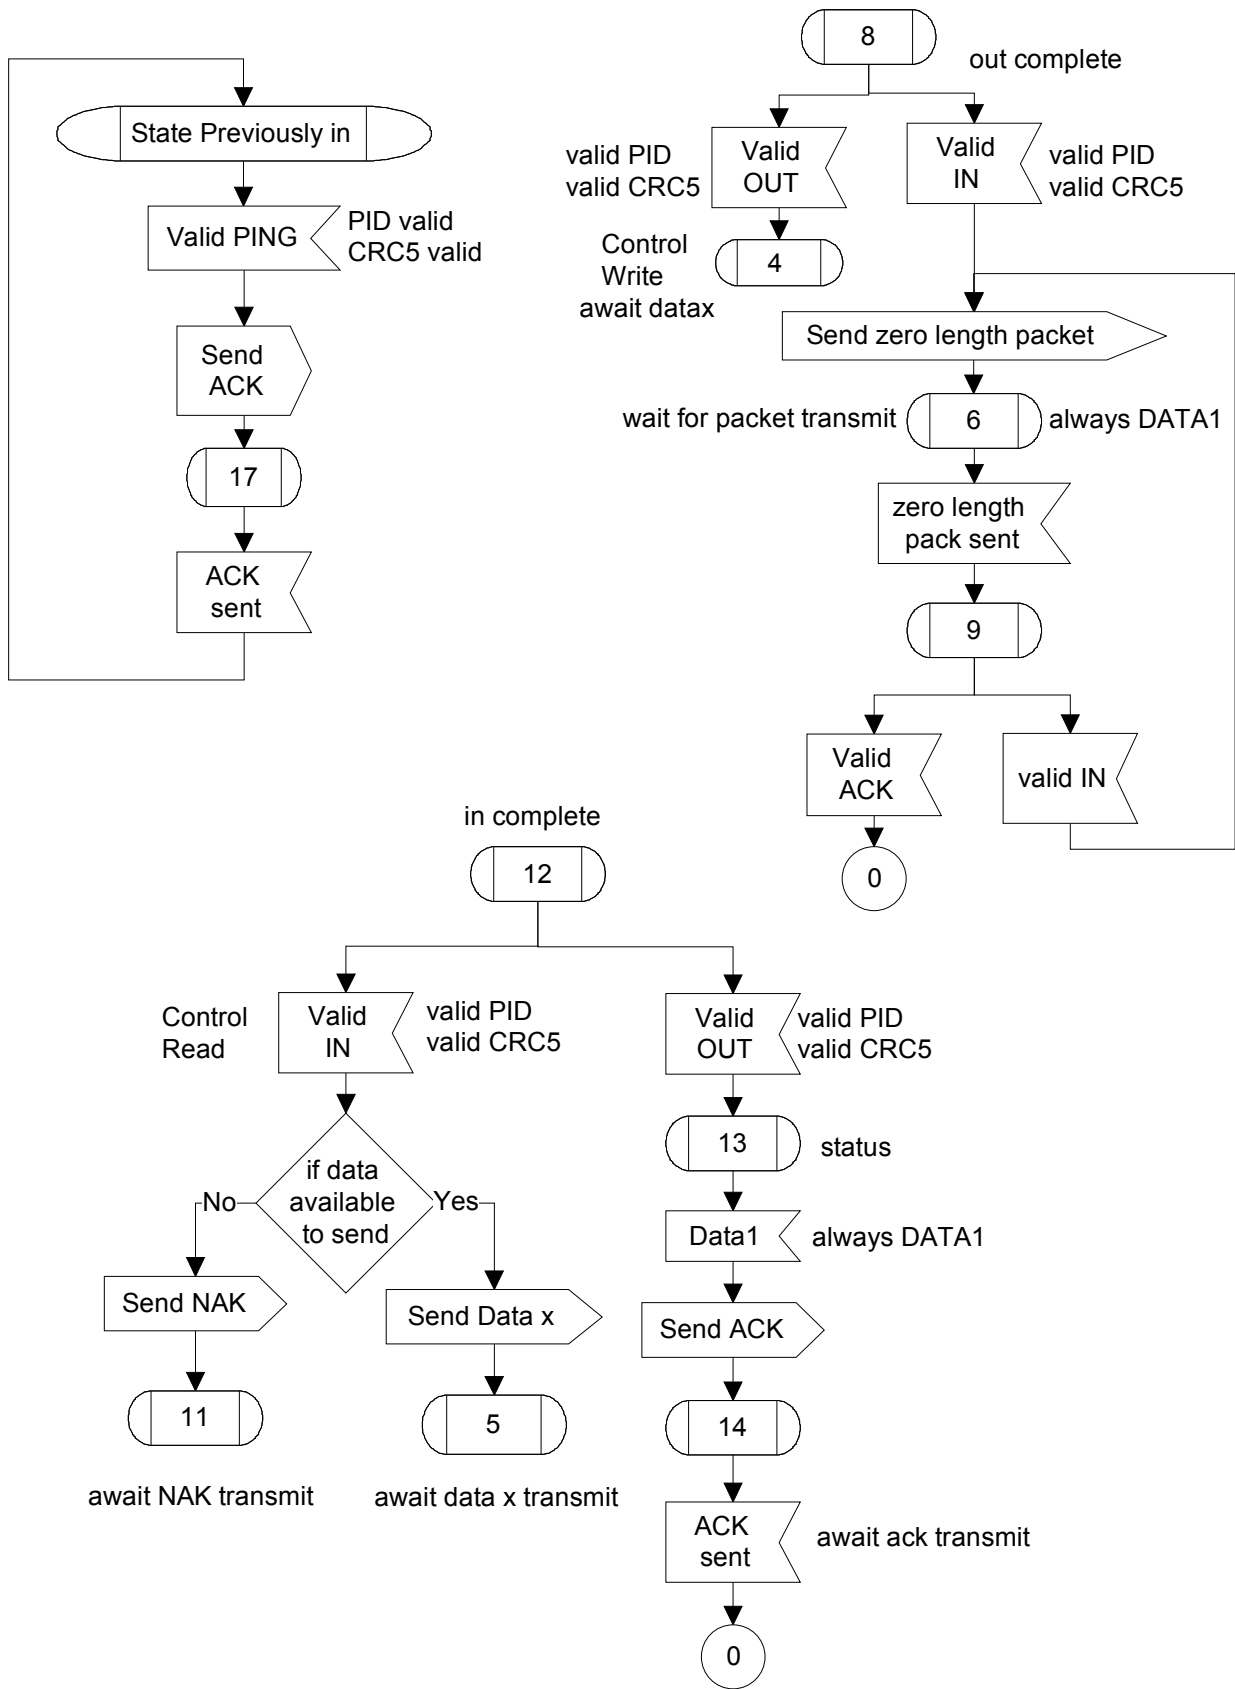 State Previously in
Valid PING
PID valid
CRC5 valid
Send
ACK
17
ACK
sent
8
out complete
valid PID
valid CRC5
Valid
OUT
Valid
IN
valid PID
valid CRC5
Control
Write
await datax
4
Send zero length packet
wait for packet transmit
6
always DATA1
zero length
pack sent
9
Valid
ACK
valid IN
0
in complete
12
Control
Read
Valid
IN
valid PID
valid CRC5
Valid
OUT
valid PID
valid CRC5
if data
available
to send
No
Yes
Send NAK
Send Data x
11
5
await NAK transmit
await data x transmit
13
status
Data1
always DATA1
Send ACK
14
ACK
sent
await ack transmit
0